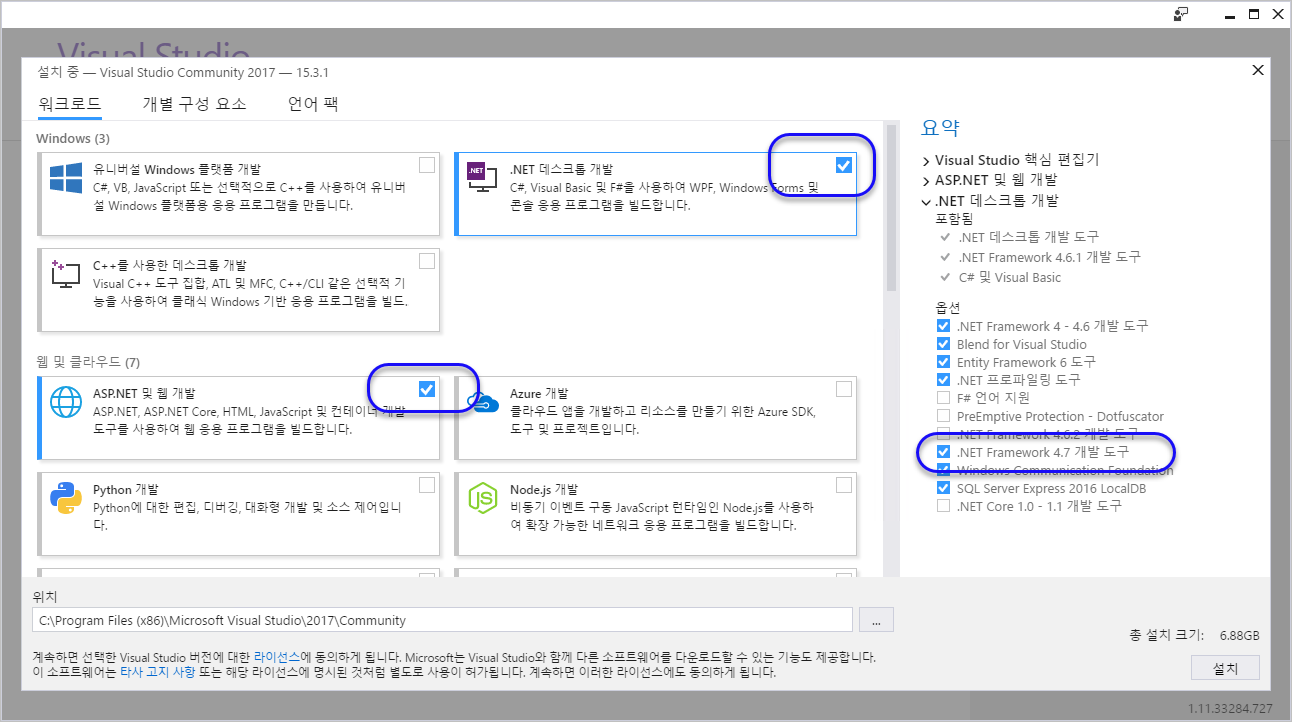 Visual Studio
설치 중 — Visual Studio Community 2017 — 15.3.1
워크로드 개별 구성 요소 언어 팩
Windows (3)
유니버설 Windows 플랫폼 개발
C#, VB, JavaScript 또는 선택적으로 C++를 사용하여 유니버
설 Windows 플랫폼용 응용 프로그램을 만듭니다.
.NET
.NET 데스크톱 개발
C#, Visual Basic 및 F#을 사용하여 WPF, Windows Forms 및
콘솔 응용 프로그램을 빌드합니다.
C++를 사용한 데스크톱 개발
Visual C++ 도구 집합, ATL 및 MFC, C++/CLI 같은 선택적 기
능을 사용하여 클래식 Windows 기반 응용 프로그램을 빌드.
웹 및 클라우드 (7)
ASP.NET 및 웹 개발
ASP.NET, ASP.NET Core, HTML, JavaScript 및 컨테이너 개발
도구를 사용하여 웹 응용 프로그램을 빌드합니다.
Azure 개발
클라우드 앱을 개발하고 리소스를 만들기 위한 Azure SDK,
도구 및 프로젝트입니다.
Python 개발
Python에 대한 편집, 디버깅, 대화형 개발 및 소스 제어입니
다.
JS
Node.js 개발
비동기 이벤트 구동 JavaScript 런타임인 Node.js를 사용하
여 확장 가능한 네트워크 응용 프로그램을 빌드합니다.
요약
Visual Studio 핵심 편집기
ASP.NET 및 웹 개발
.NET 데스크톱 개발
포함됨
.NET 데스크톱 개발 도구
.NET Framework 4.6.1 개발 도구
C# 및 Visual Basic
옵션
.NET Framework 4 - 4.6 개발 도구
Blend for Visual Studio
Entity Framework 6 도구
.NET 프로파일링 도구
F# 언어 지원
PreEmptive Protection - Dotfuscator
.NET Framework 4.6.2 개발 도구
.NET Framework 4.7 개발 도구
Windows Communication Foundation
SQL Server Express 2016 LocalDB
.NET Core 1.0 - 1.1 개발 도구
위치
C:\Program Files (x86)\Microsoft Visual Studio\2017\Community
...
총 설치 크기: 6.88GB
계속하면 선택한 Visual Studio 버전에 대한 라이선스에 동의하게 됩니다. Microsoft는 Visual Studio와 함께 다른 소프트웨어를 다운로드할 수 있는 기능도 제공합니다.
이 소프트웨어는 타사 고지 사항 또는 해당 라이선스에 명시된 것처럼 별도로 사용이 허가됩니다. 계속하면 이러한 라이선스에도 동의하게 됩니다.
설치
1.11.33284.727